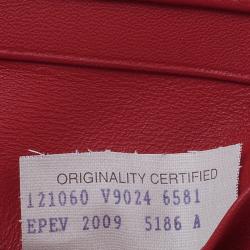 ORIGINALITY CERTIFIED
121060 V9024 6581
EPEV 2009 5186 A